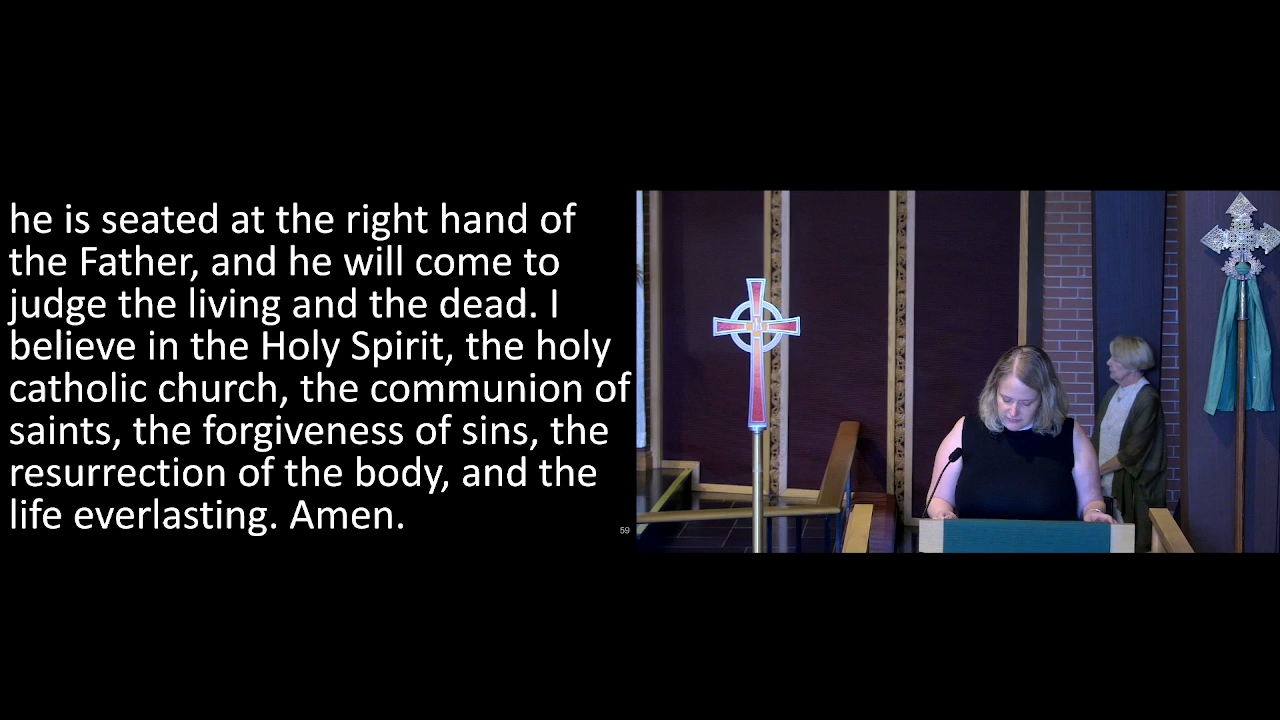 he is seated at the right hand of
the Father, and he will come to
judge the living and the dead. I
believe in the Holy Spirit, the holy
catholic church, the communion of
saints, the forgiveness of sins, the
resurrection of the body, and the
life everlasting. Amen.
59